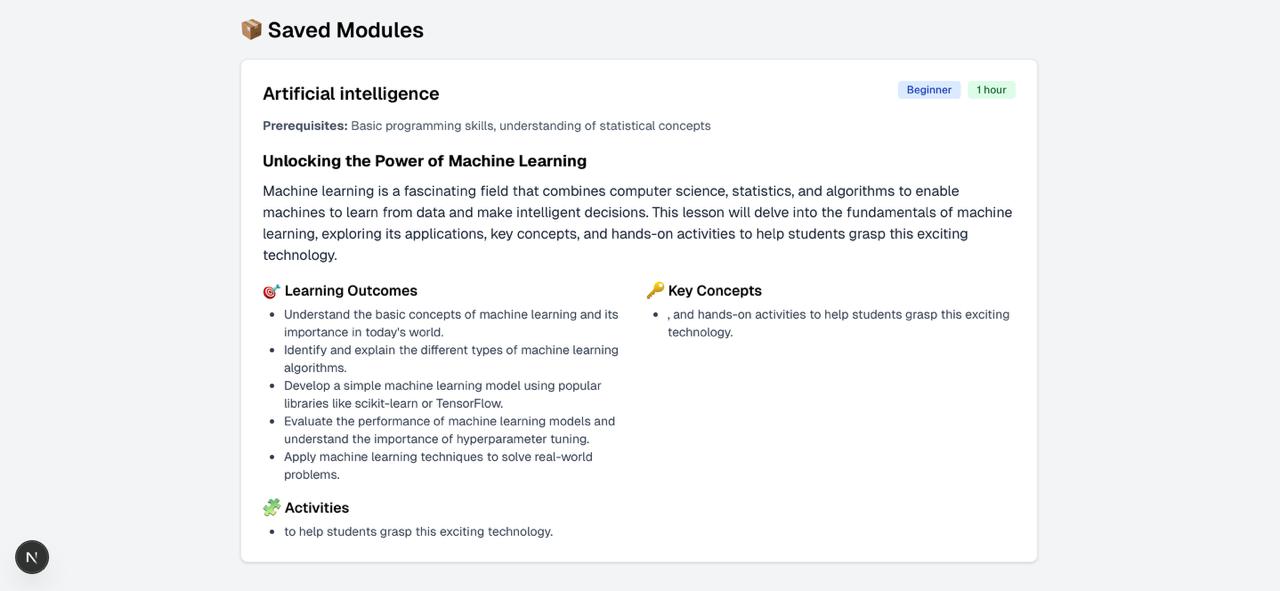 Saved Modules
Artificial intelligence
Beginner
1 hour
Prerequisites: Basic programming skills, understanding of statistical concepts
Unlocking the Power of Machine Learning
Machine learning is a fascinating field that combines computer science, statistics, and algorithms to enable
machines to learn from data and make intelligent decisions. This lesson will delve into the fundamentals of machine
learning, exploring its applications, key concepts, and hands-on activities to help students grasp this exciting
technology.
Learning Outcomes
Understand the basic concepts of machine learning and its
importance in today's world.
Identify and explain the different types of machine learning
algorithms.
Develop a simple machine learning model using popular
libraries like scikit-learn or TensorFlow.
Evaluate the performance of machine learning models and
understand the importance of hyperparameter tuning.
Apply machine learning techniques to solve real-world
problems.
Key Concepts
, and hands-on activities to help students grasp this exciting
technology.
Activities
to help students grasp this exciting technology.
N